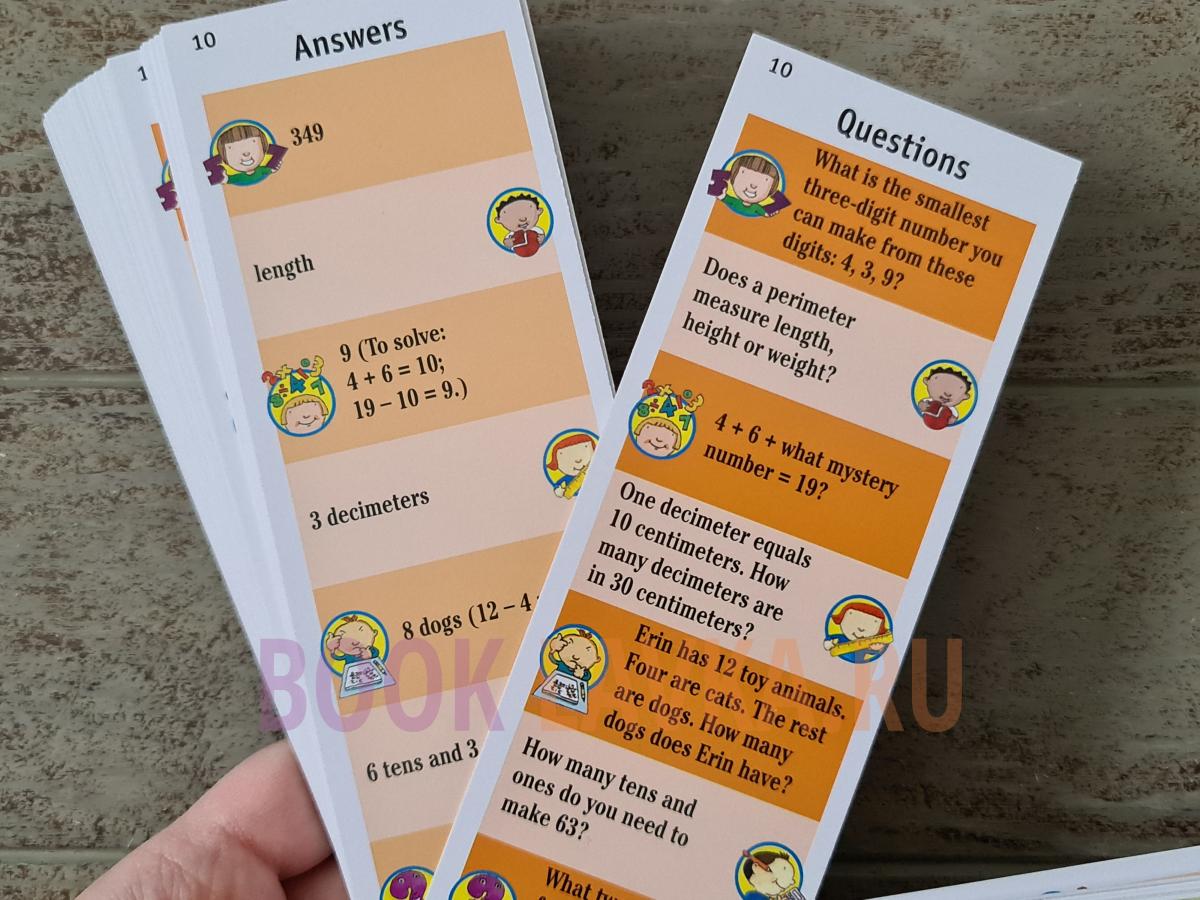 10
Answers
349
length
9 (To solve:
4 + 6 = 10;
19 – 10 = 9.)
3 decimeters
8 dogs (12 – 4
6 tens and 3
10
Questions
What is the smallest
three-digit number you
can make from these
digits: 4, 3, 9?
Does a perimeter
measure length,
height or weight?
4 + 6 + what mystery
number = 19?
One decimeter equals
10 centimeters. How
many decimeters are
in 30 centimeters?
Erin has 12 toy animals.
Four are cats. The rest
are dogs. How many
dogs does Erin have?
How many tens and
ones do you need to
make 63?
What
BOOKLAVKA.RU